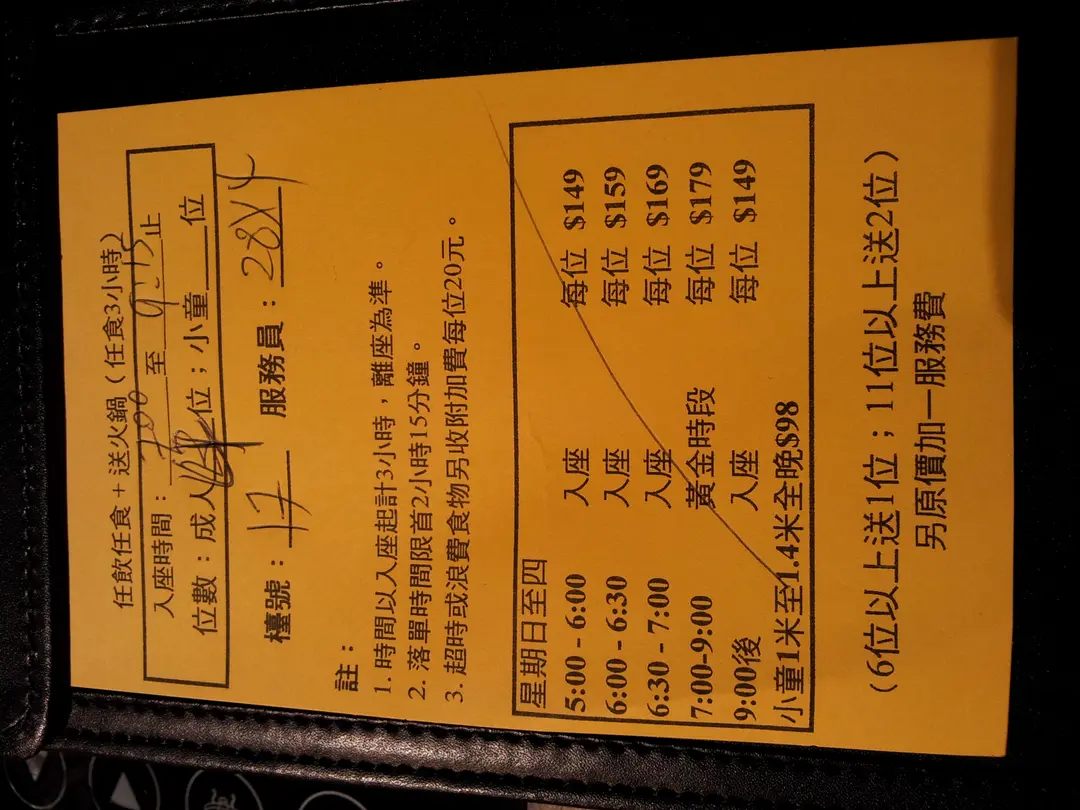 任飲任食 + 送火鍋（任食3小時）
入座時間：至 9:15 止
位數：成人位；小童＿＿＿位
檯號：17 服務員：28
註：
1. 時間以入座起計3小時，離座為準。
2. 落單時間限首2小時15分鐘。
3. 超時或浪費食物另收附加費每位20元。
星期日至四
5:00 - 6:00 入座 每位 $149
6:00 - 6:30 入座 每位 $159
6:30 - 7:00 入座 每位 $169
7:00-9:00 黃金時段 每位 $179
9:00後 入座 每位 $149
小童1米至1.4米全晚$98
（6位以上送1位；11位以上送2位）
另原價加一服務費